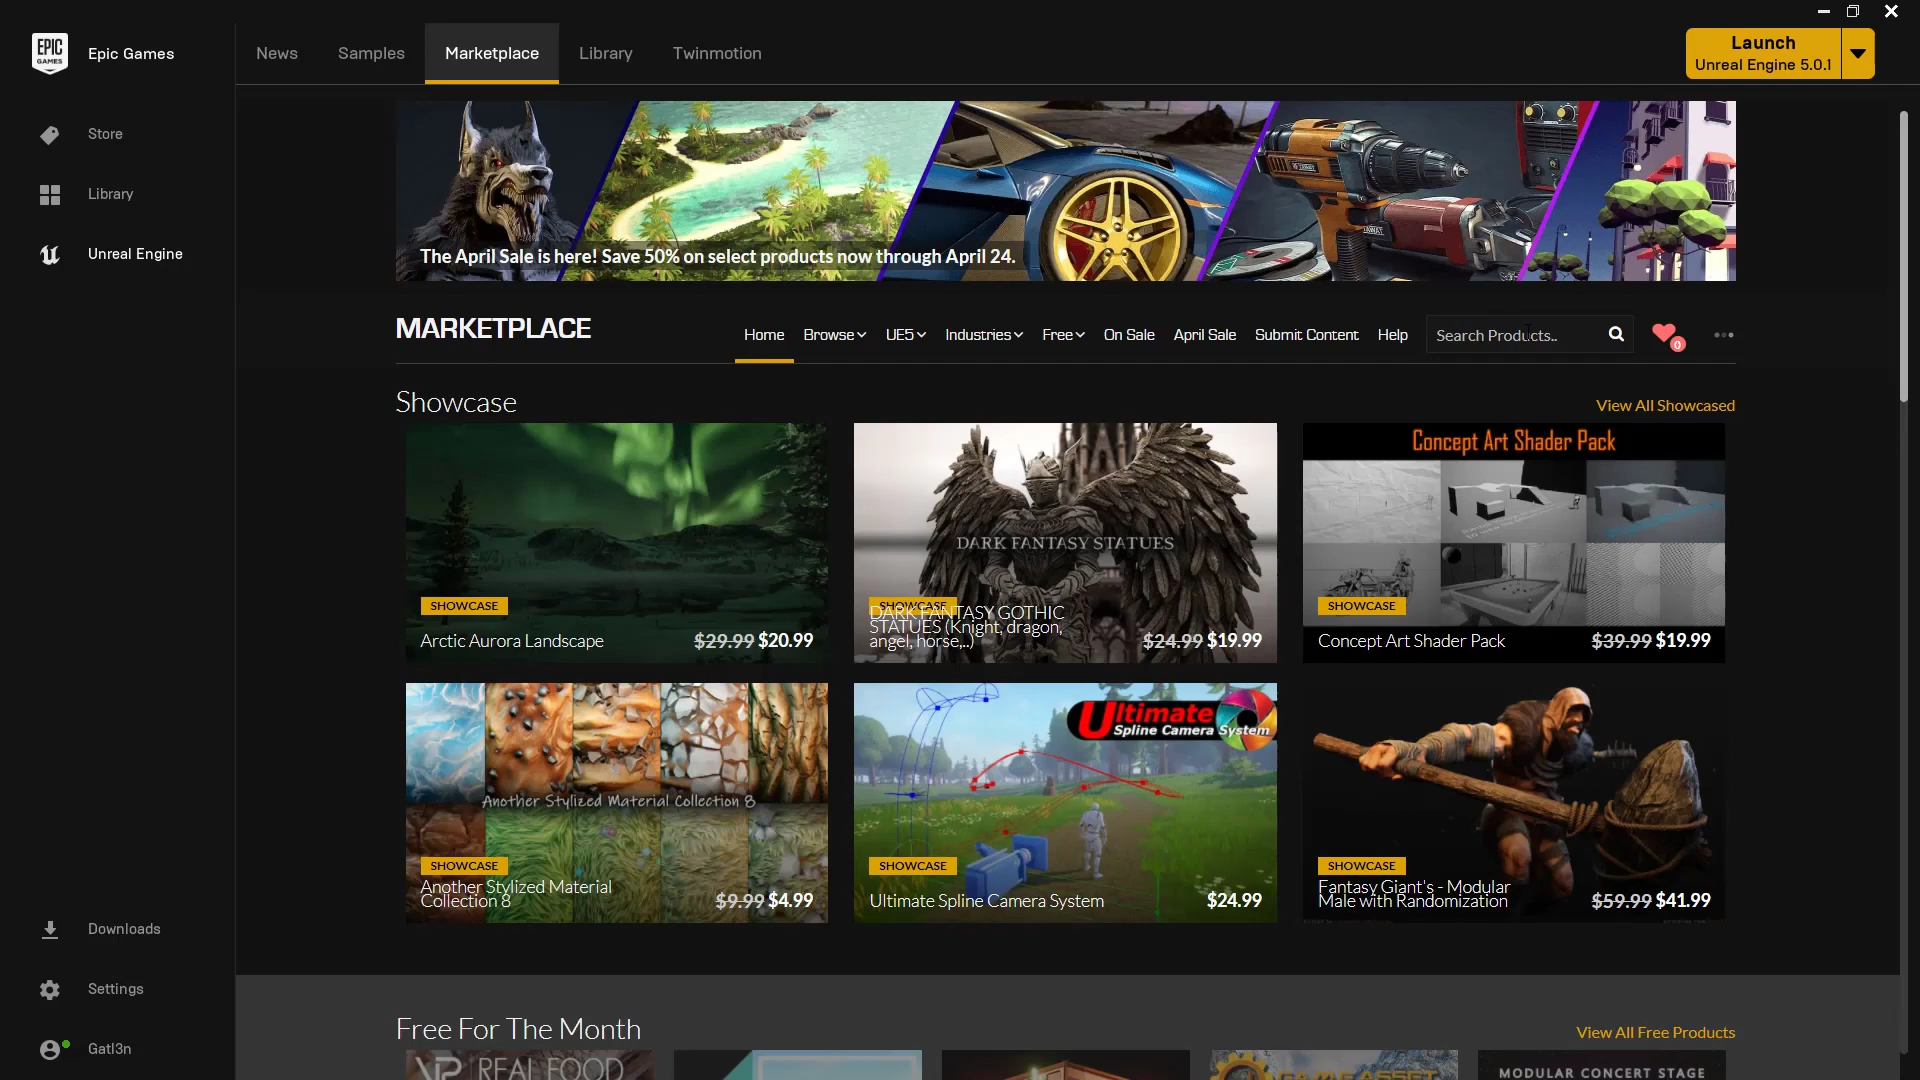 EPIC
GAMES
Epic Games
News
Samples
Marketplace
Library
Twinmotion
Launch
Unreal Engine 5.0.1
Store
Library
Unreal Engine
The April Sale is here! Save 50% on select products now through April 24.
MARKETPLACE
Home
Browse
UE5
Industries
Free
On Sale
April Sale
Submit Content
Help
Search Products..
0
Showcase
View All Showcased
SHOWCASE
Arctic Aurora Landscape
$29.99 $20.99
DARK FANTASY STATUES
SHOWCASE
DARK FANTASY GOTHIC
STATUES (Knight, dragon,
angel, horse,..)
$24.99 $19.99
Concept Art Shader Pack
SHOWCASE
Concept Art Shader Pack
$39.99 $19.99
Another Stylized Material Collection 8
SHOWCASE
Another Stylized Material
Collection 8
$9.99 $4.99
Ultimate
Spline Camera System
SHOWCASE
Ultimate Spline Camera System
$24.99
SHOWCASE
Fantasy Giant's - Modular
Male with Randomization
$59.99 $41.99
Downloads
Settings
Gatl3n
Free For The Month
View All Free Products
REAL FOOD
GAME ASSET
MODULAR CONCERT STAGE